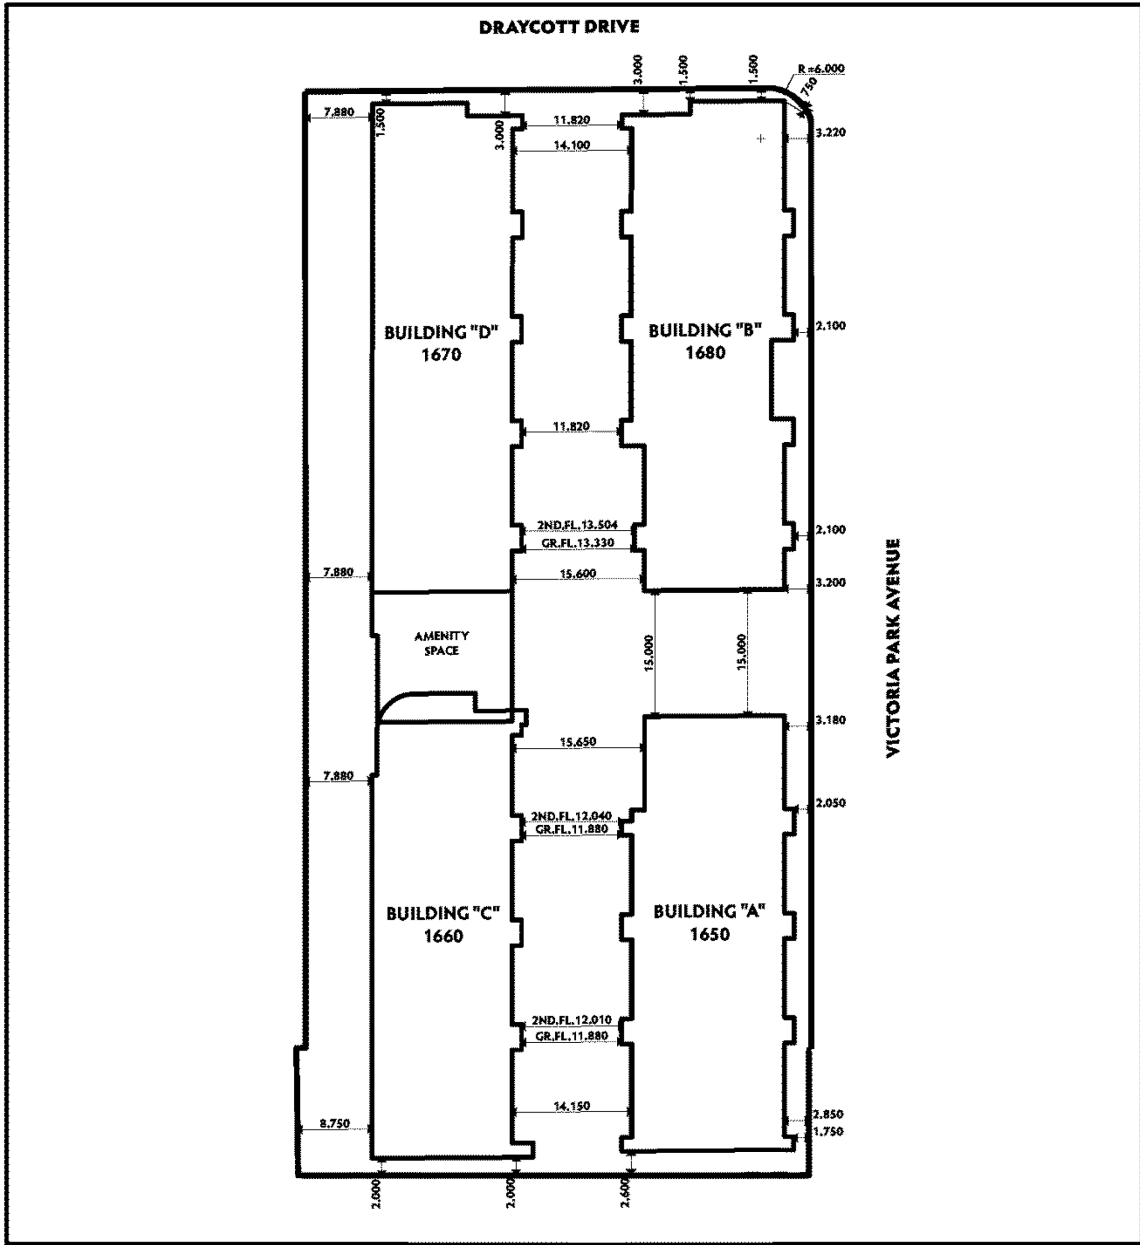 DRAYCOTT DRIVE
3.000
1.500
1.500
R =6.000
750
7.880
1.500
3.000
11.820
14.100
3.220
BUILDING "D"
1670
BUILDING "B"
1680
2.100
11.820
2ND.FL.13.504
GR.FL.13.330
2.100
7.880
15.600
3.200
VICTORIA PARK AVENUE
AMENITY
SPACE
15.000
15.000
3.180
15.650
7.880
2.050
2ND.FL.12.040
GR.FL.11.880
BUILDING "C"
1660
BUILDING "A"
1650
2ND.FL.12.010
GR.FL.11.880
14.150
2.850
8.750
1.750
2.000
2.000
2.600